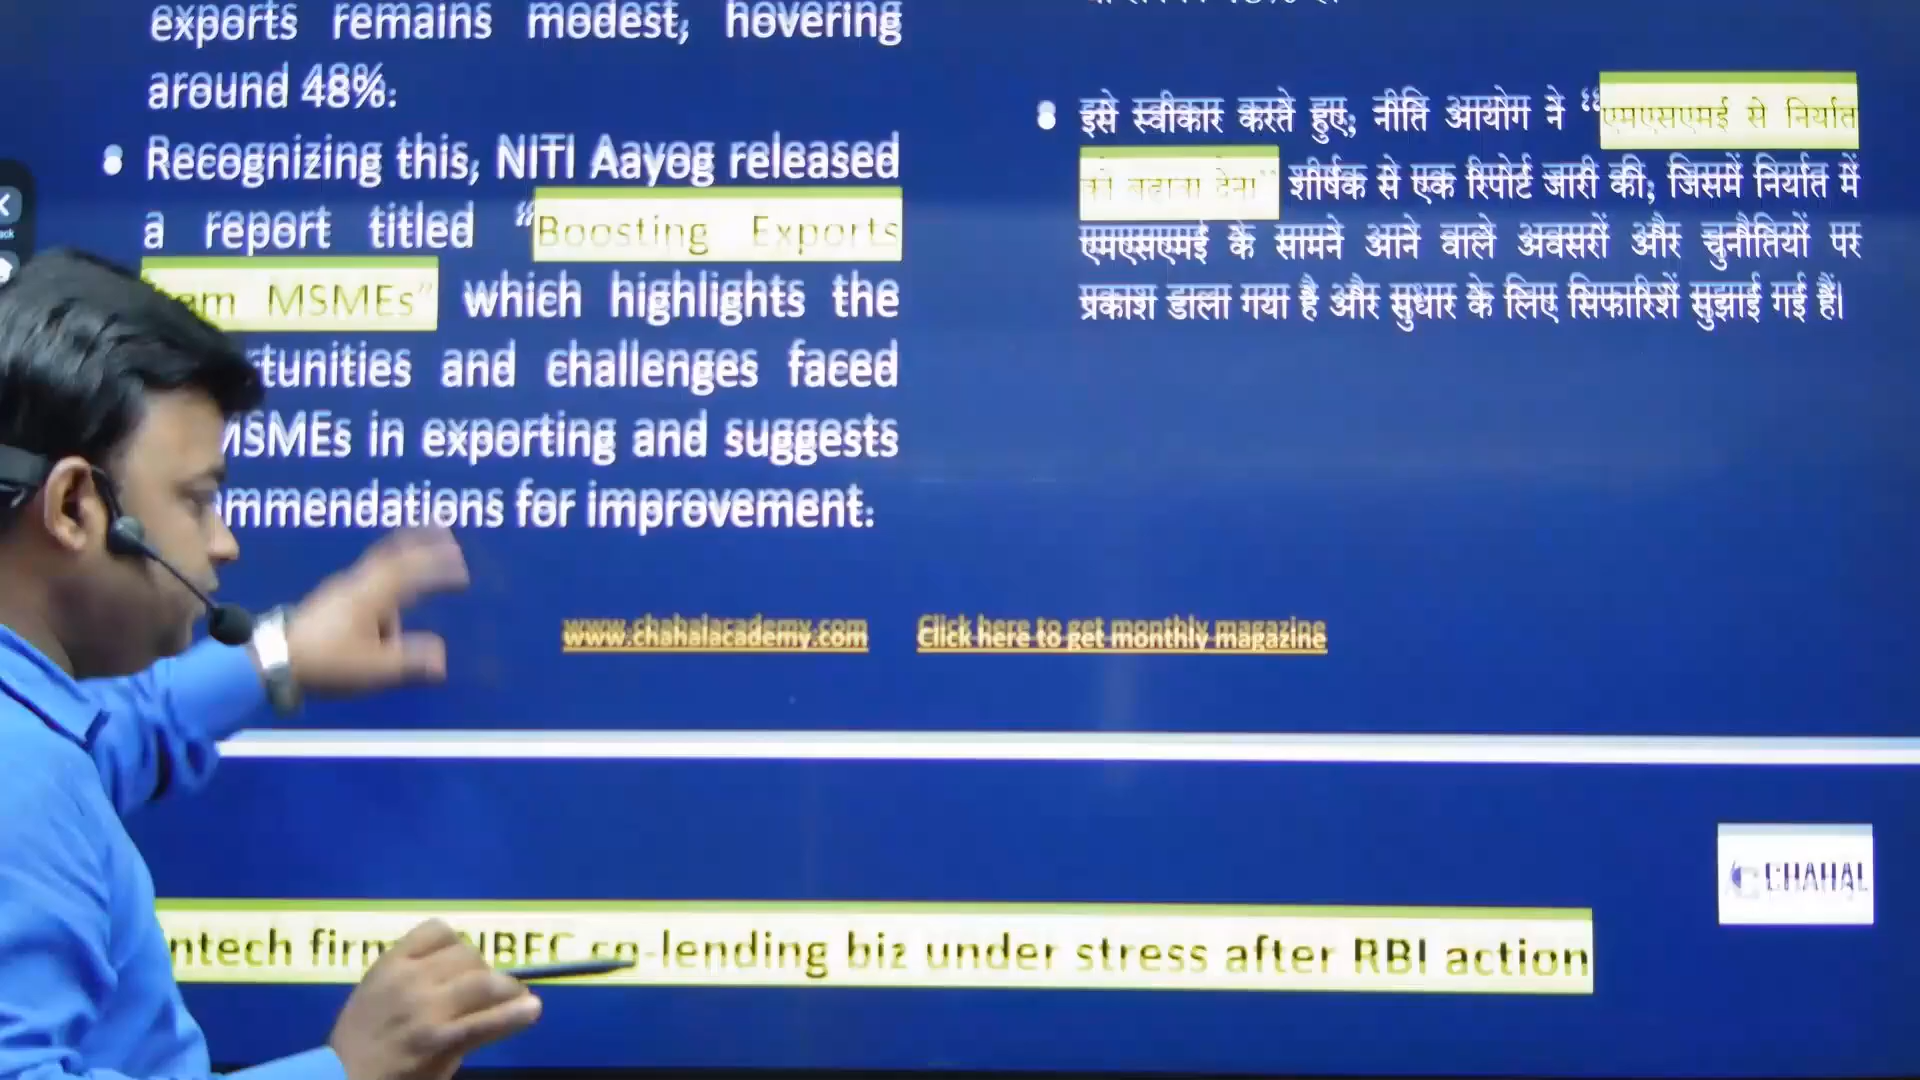 exports remains modest, hovering
around 48%.
Recognizing this, NITI Aayog released
a report titled “Boosting Exports
MSMEs” which highlights the
tunities and challenges faced
MSMEs in exporting and suggests
mmendations for improvement.
इसे स्वीकार करते हुए, नीति आयोग ने “एमएसएमई से निर्यात
को बढ़ावा देना” शीर्षक से एक रिपोर्ट जारी की, जिसमें निर्यात में
एमएसएमई के सामने आने वाले अवसरों और चुनौतियों पर
प्रकाश डाला गया है और सुधार के लिए सिफारिशें सुझाई गई हैं।
www.chahalacademy.com Click here to get monthly magazine
CHAHAL
ntech firm NBFC co-lending biz under stress after RBI action